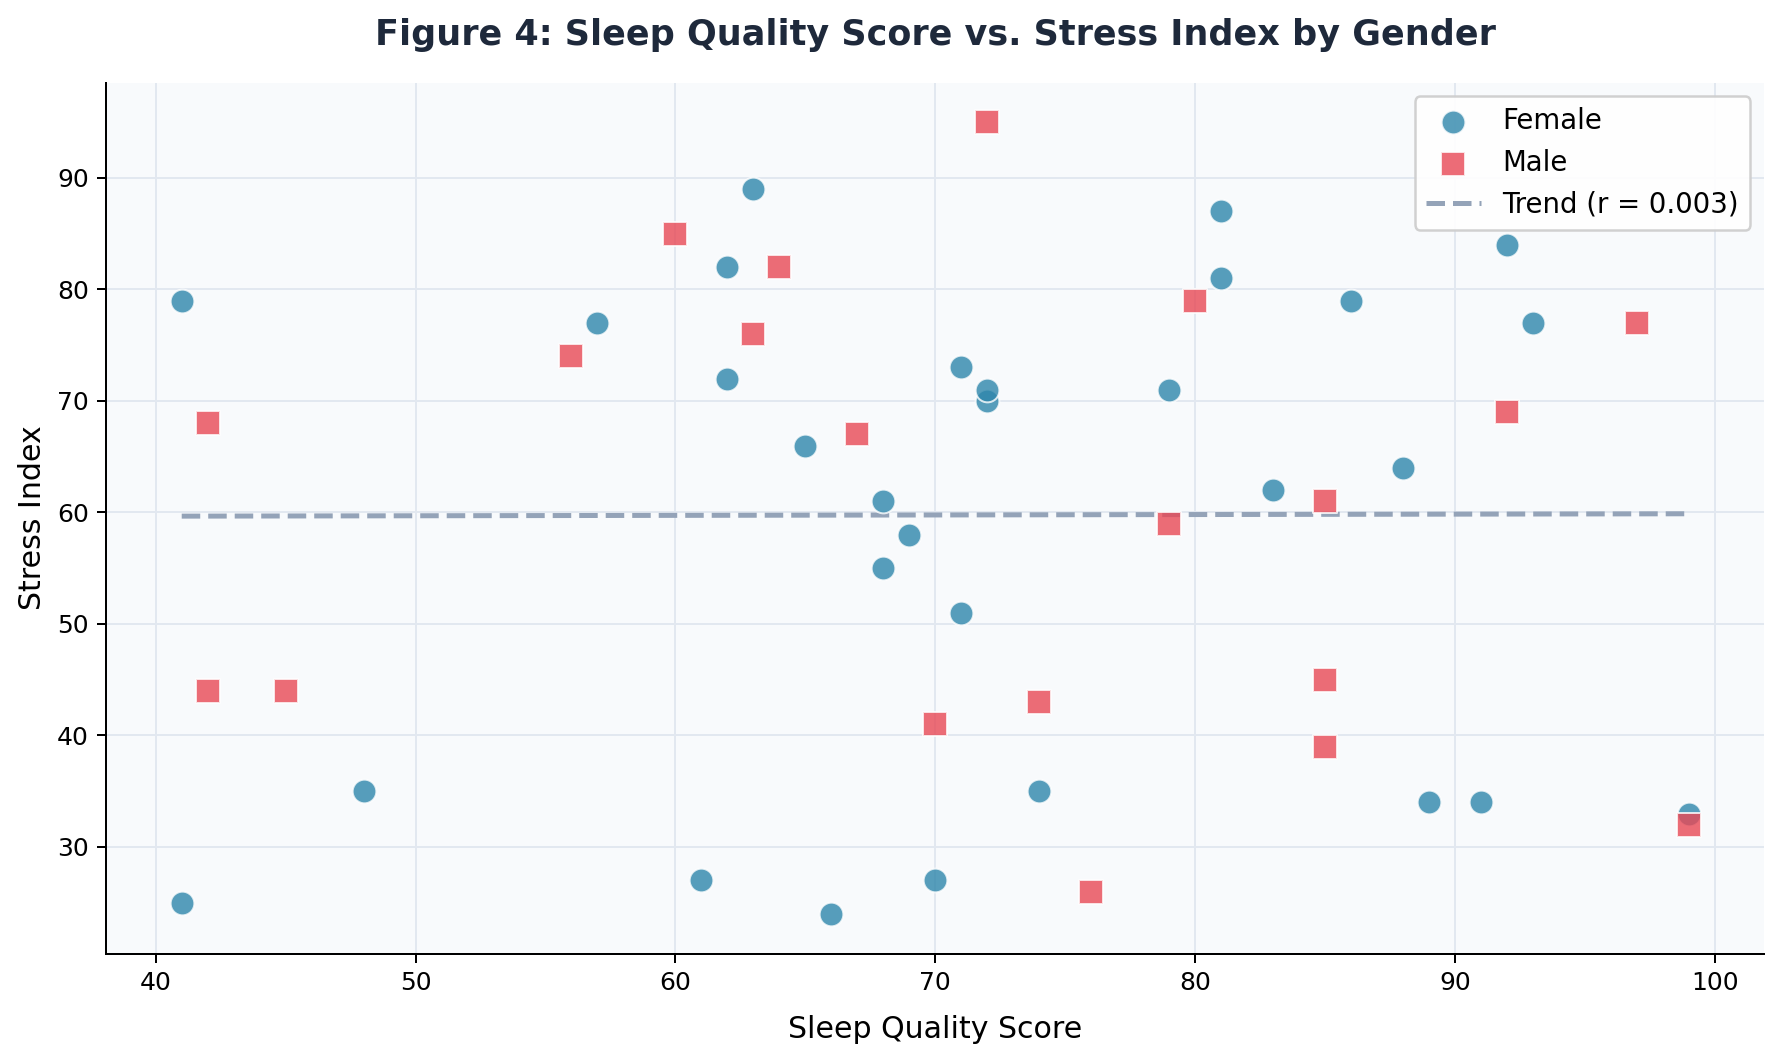 Figure 4: Sleep Quality Score vs. Stress Index by Gender
Female
Male
Trend (r = 0.003)
Stress Index
90
80
70
60
50
40
30
40 50 60 70 80 90 100
Sleep Quality Score